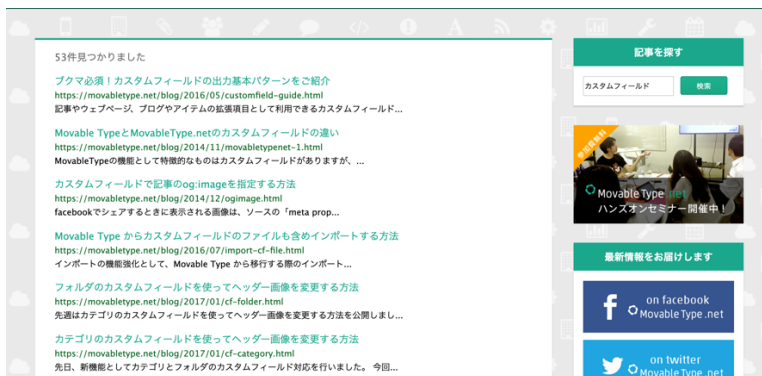 53件見つかりました
ブクマ必須！カスタムフィールドの出力基本パターンをご紹介
https://movabletype.net/blog/2016/05/customfield-guide.html
記事やウェブページ、ブログやアイテムの拡張項目として利用できるカスタムフィールド...
Movable TypeとMovableType.netのカスタムフィールドの違い
https://movabletype.net/blog/2014/11/movabletypenet-1.html
MovableTypeの機能として特徴的なものはカスタムフィールドがありますが、...
カスタムフィールドで記事のog:imageを指定する方法
https://movabletype.net/blog/2014/12/ogimage.html
facebookでシェアするときに表示される画像は、ソースの「meta prop...
Movable Type からカスタムフィールドのファイルも含めインポートする方法
https://movabletype.net/blog/2016/07/import-cf-file.html
インポートの機能強化として、Movable Type から移行する際のインポート...
フォルダのカスタムフィールドを使ってヘッダー画像を変更する方法
https://movabletype.net/blog/2017/01/cf-folder.html
先週はカテゴリのカスタムフィールドを使ってヘッダー画像を変更する方法を公開しまし...
カテゴリのカスタムフィールドを使ってヘッダー画像を変更する方法
https://movabletype.net/blog/2017/01/cf-category.html
先日、新機能としてカテゴリとフォルダのカスタムフィールド対応を行いました。 今回...
記事を探す
カスタムフィールド
検索
参加費無料
Movable Type .net
ハンズオンセミナー開催中！
最新情報をお届けします
on facebook
Movable Type .net
on twitter
Movable Type .net